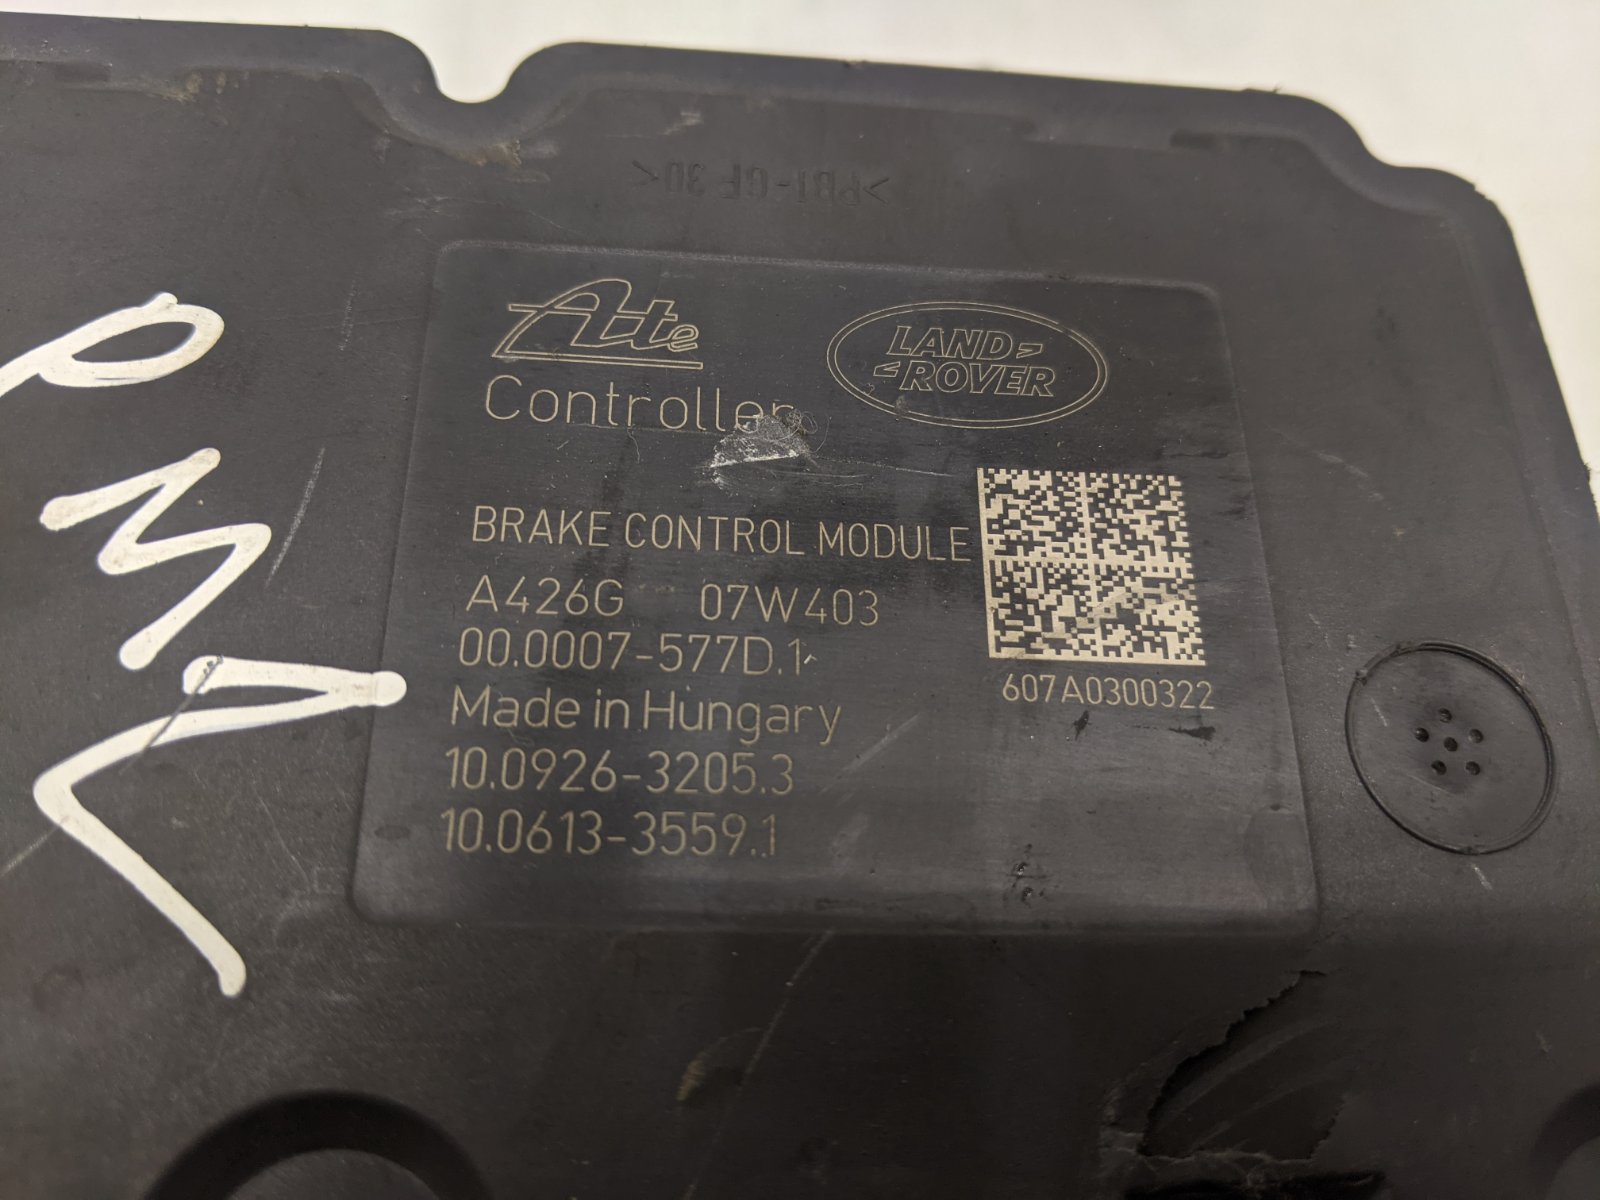 >PBT-GF 30<
Ate
LAND
ROVER
Controller
BRAKE CONTROL MODULE
A426G 07W403
00.0007-577D.1
607A0300322
Made in Hungary
10.0926-3205.3
10.0613-3559.1